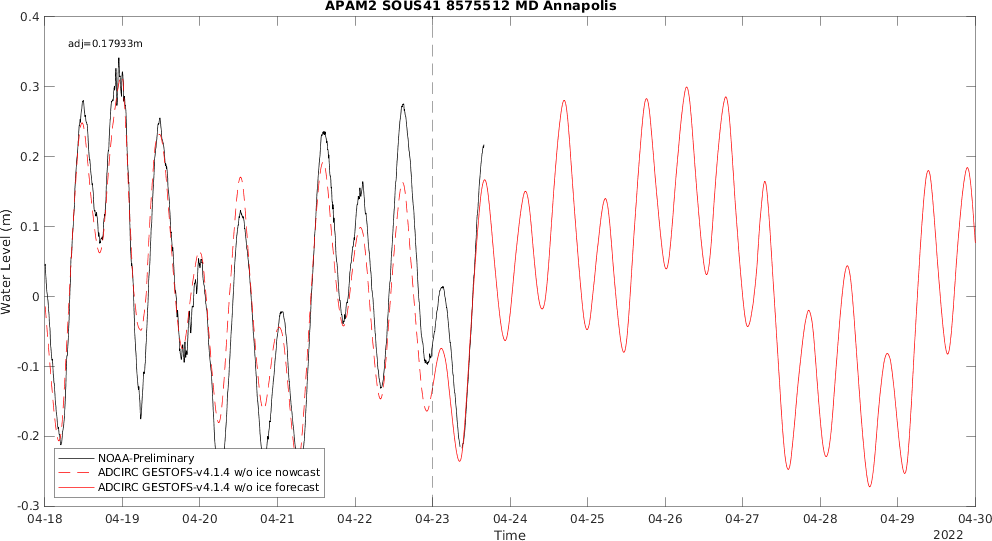 APAM2 SOUS41 8575512 MD Annapolis
adj=0.17933m
0.4
0.3
0.2
0.1
0
-0.1
-0.2
-0.3
Water Level (m)
NOAA-Preliminary
ADCIRC GESTOFS-v4.1.4 w/o ice nowcast
ADCIRC GESTOFS-v4.1.4 w/o ice forecast
04-18 04-19 04-20 04-21 04-22 04-23 04-24 04-25 04-26 04-27 04-28 04-29 04-30
Time
2022